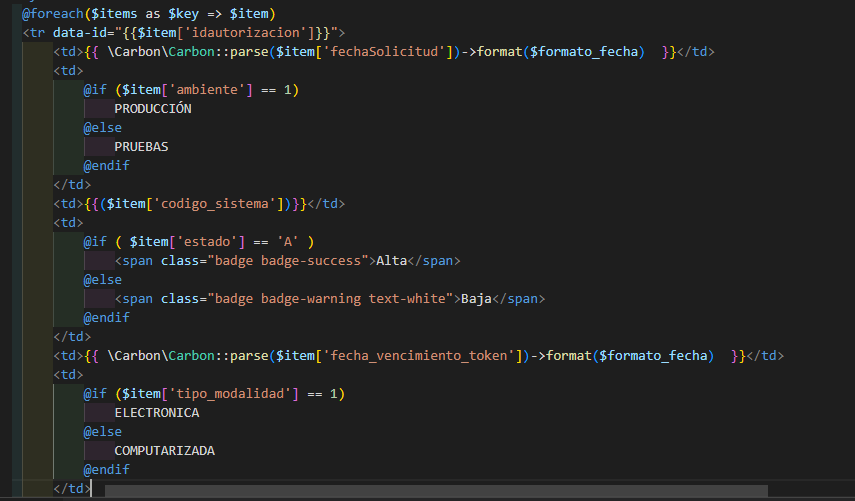 @foreach($items as $key => $item)
<tr data-id="{{$item['idautorizacion']}}">
<td>{{ \Carbon\Carbon::parse($item['fechaSolicitud'])->format($formato_fecha)  }}</td>
<td>
@if ($item['ambiente'] == 1)
PRODUCCIÓN
@else
PRUEBAS
@endif
</td>
<td>{{($item['codigo_sistema'])}}</td>
<td>
@if ( $item['estado'] == 'A' )
<span class="badge badge-success">Alta</span>
@else
<span class="badge badge-warning text-white">Baja</span>
@endif
</td>
<td>{{ \Carbon\Carbon::parse($item['fecha_vencimiento_token'])->format($formato_fecha)  }}</td>
<td>
@if ($item['tipo_modalidad'] == 1)
ELECTRONICA
@else
COMPUTARIZADA
@endif
</td>